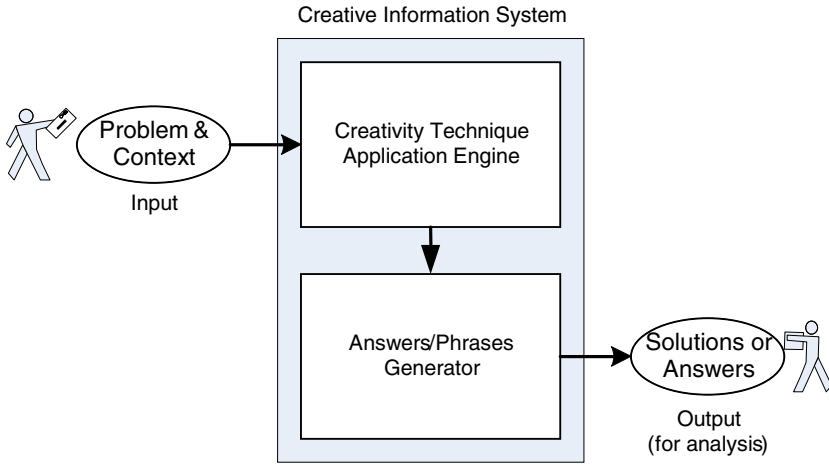 Creative Information System
Problem &
Context
Input
Creativity Technique
Application Engine
Answers/Phrases
Generator
Solutions or
Answers
Output
(for analysis)